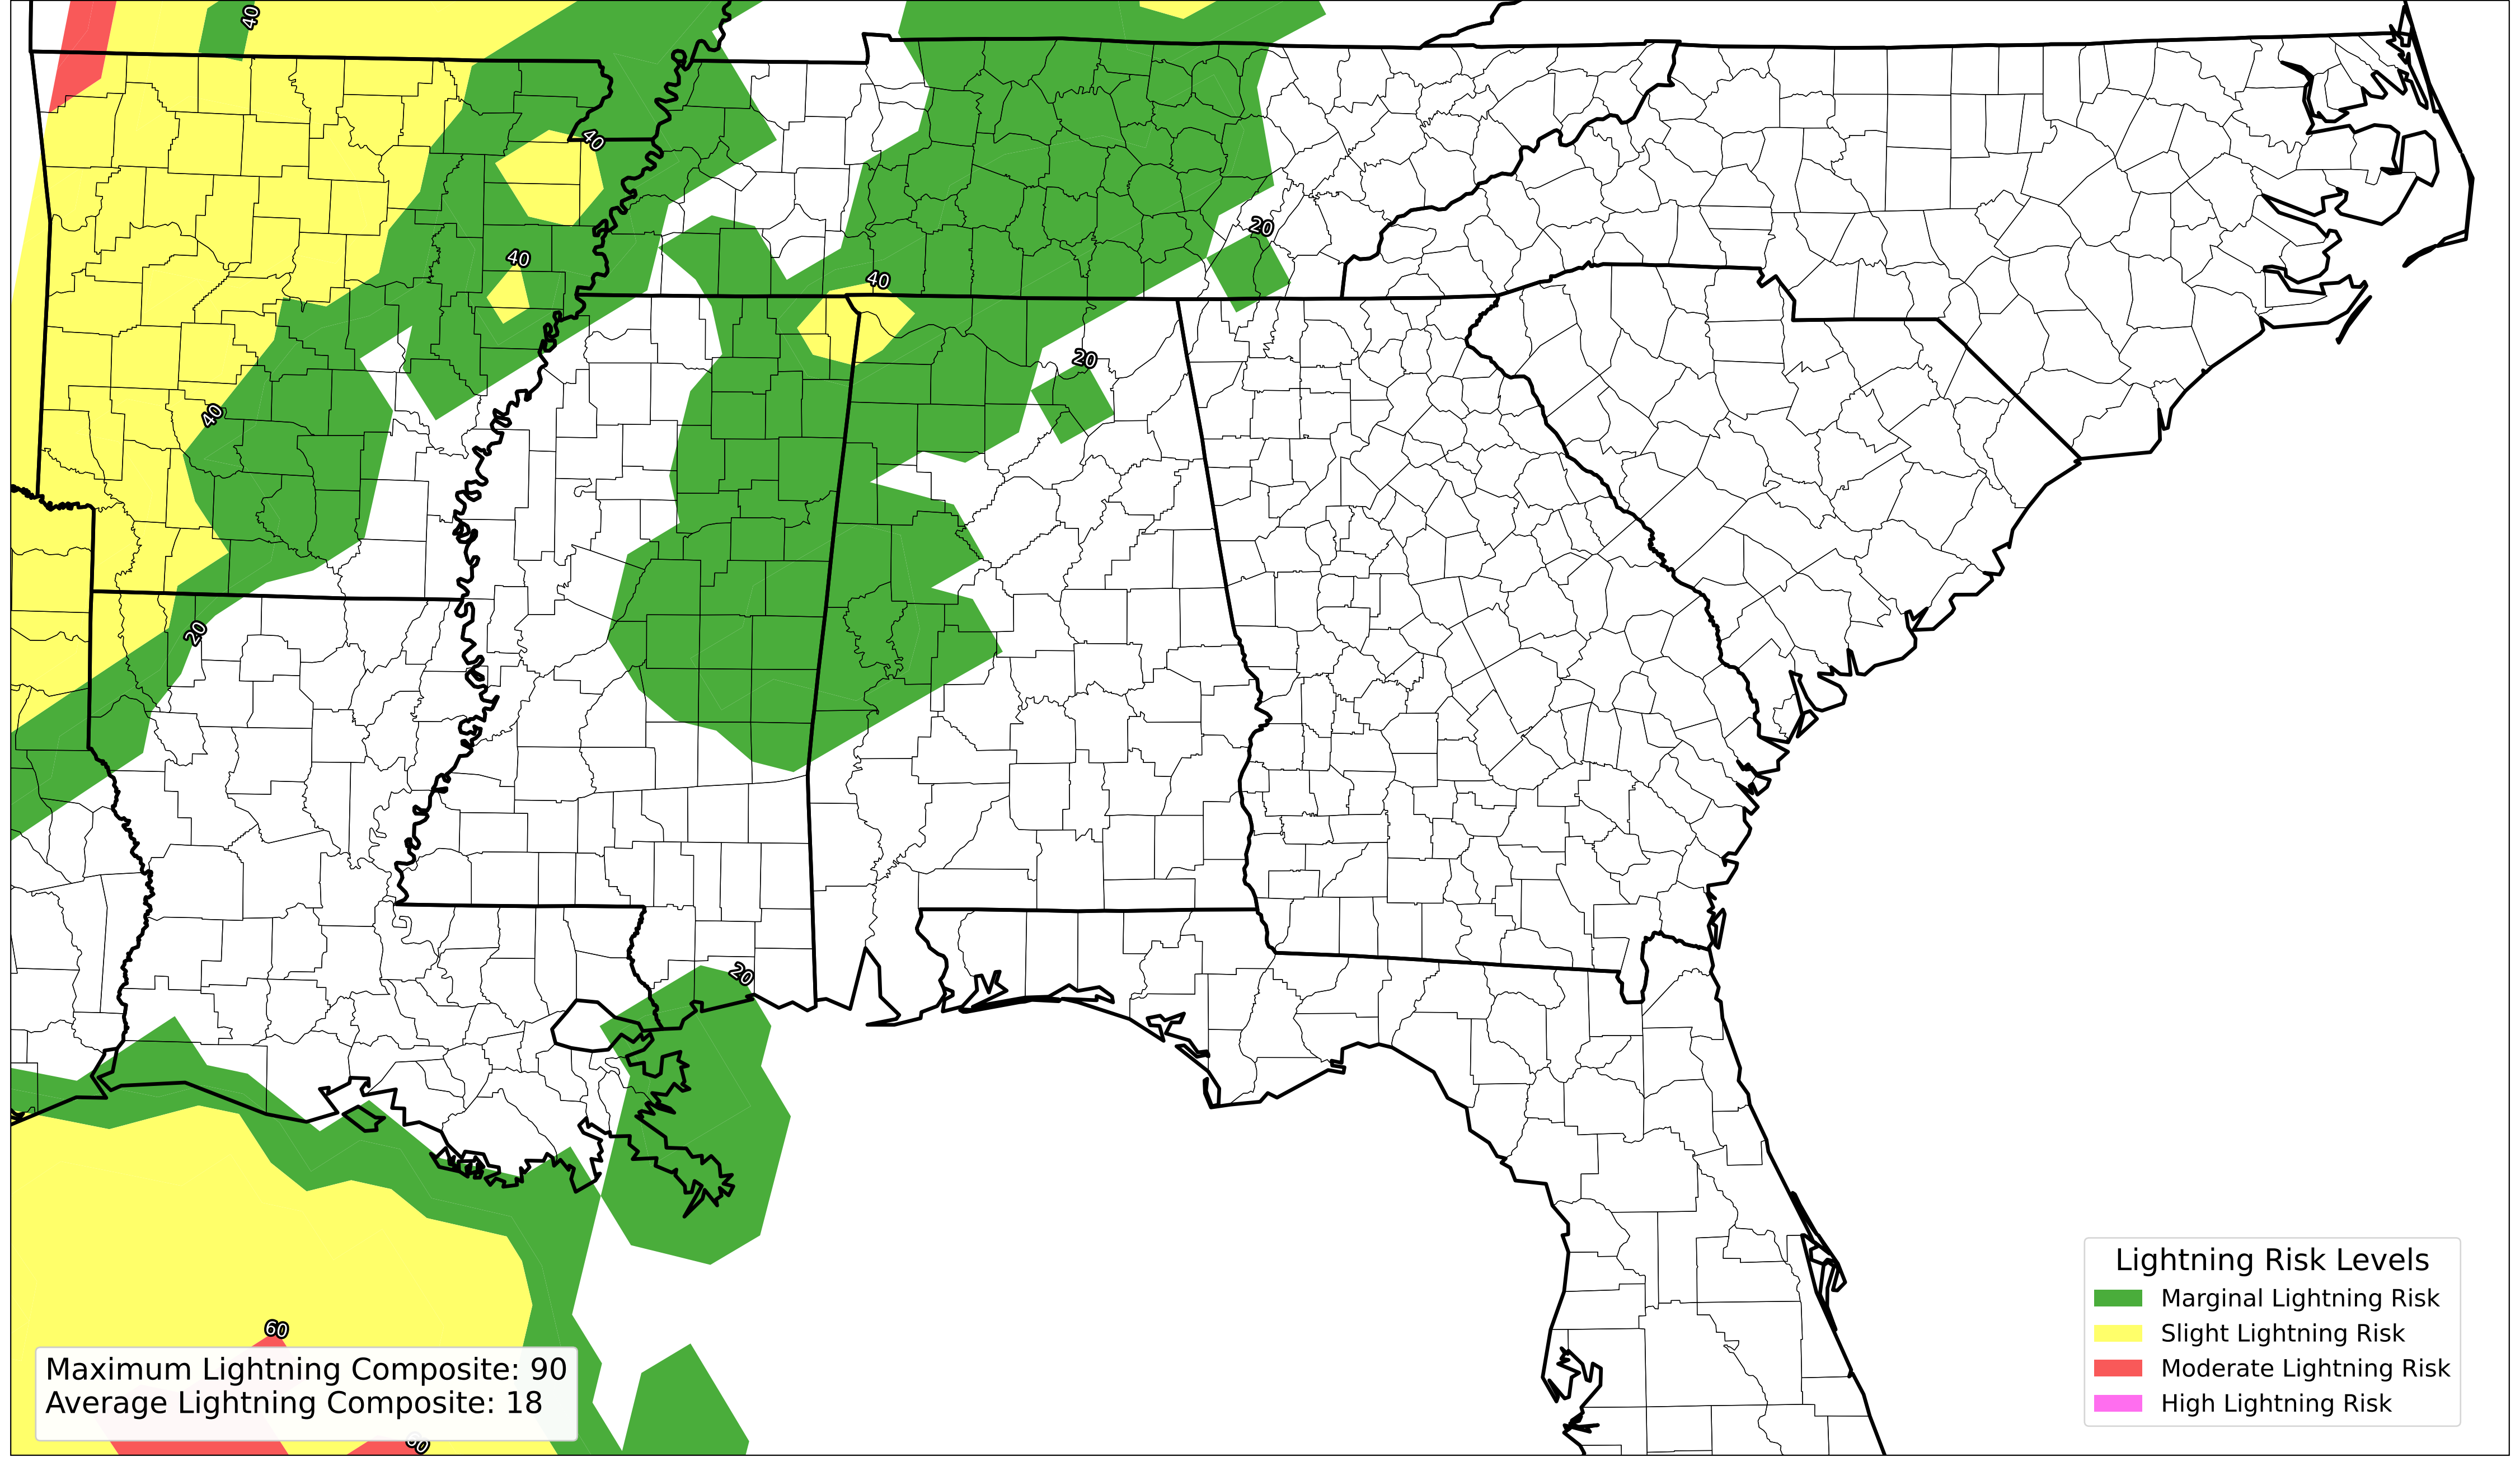 40
40
40
20
40
20
40
20
20
60
Maximum Lightning Composite: 90
Average Lightning Composite: 18
Lightning Risk Levels
Marginal Lightning Risk
Slight Lightning Risk
Moderate Lightning Risk
High Lightning Risk